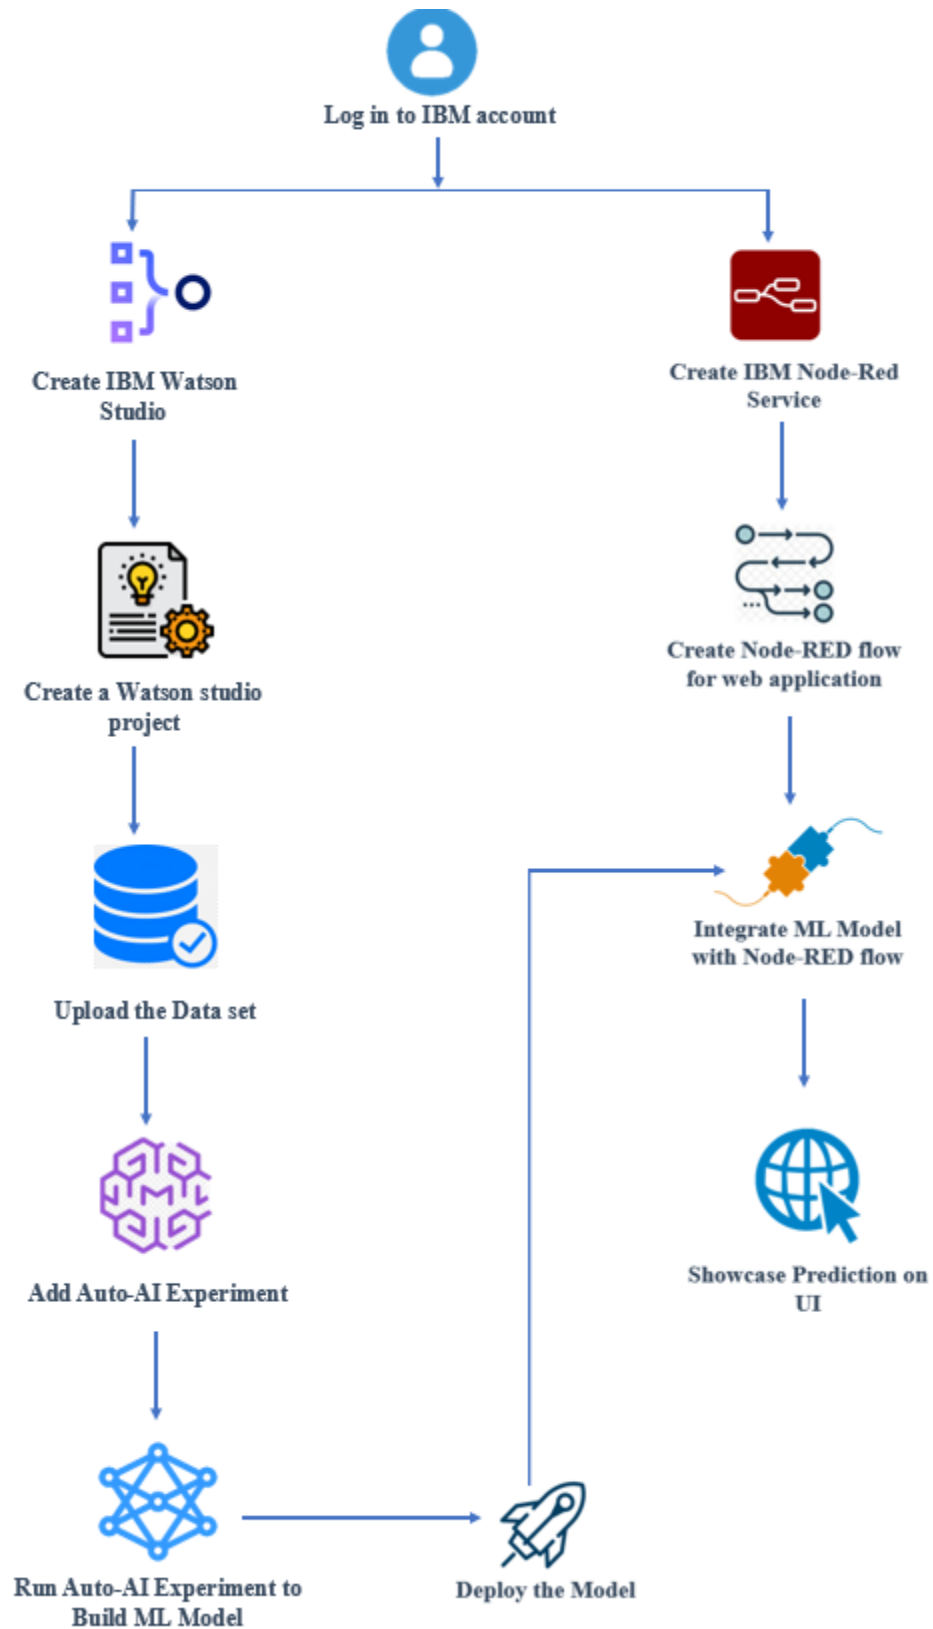 Log in to IBM account
Create IBM Watson
Studio
Create a Watson studio
project
Upload the Data set
Add Auto-AI Experiment
Run Auto-AI Experiment to
Build ML Model
Deploy the Model
Create IBM Node-Red
Service
Create Node-RED flow
for web application
Integrate ML Model
with Node-RED flow
Showcase Prediction on
UI